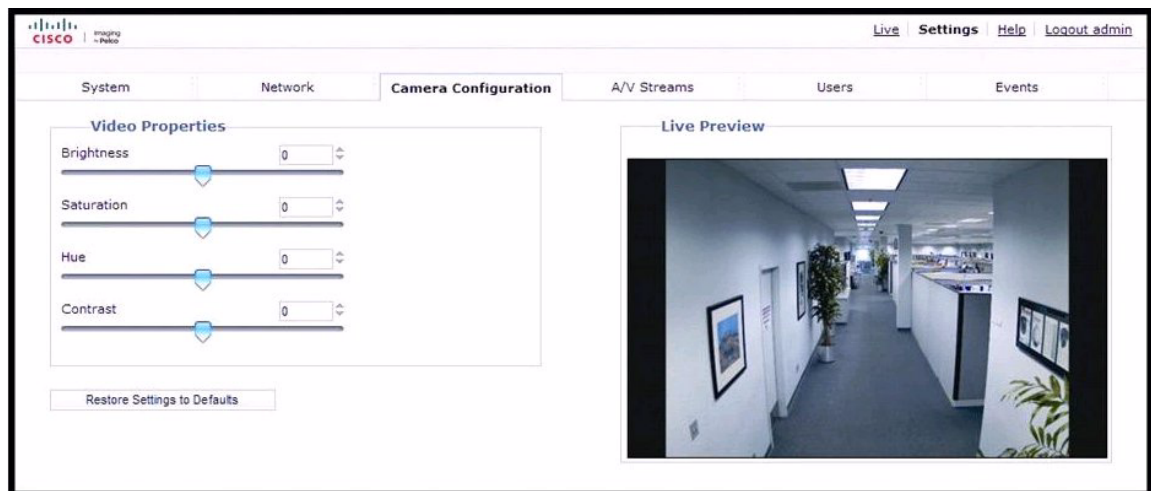 CISCO
imaging
by Pelco
Live Settings Help Logout admin
System Network Camera Configuration A/V Streams Users Events
Video Properties
Brightness 0
Saturation 0
Hue 0
Contrast 0
Restore Settings to Defaults
Live Preview